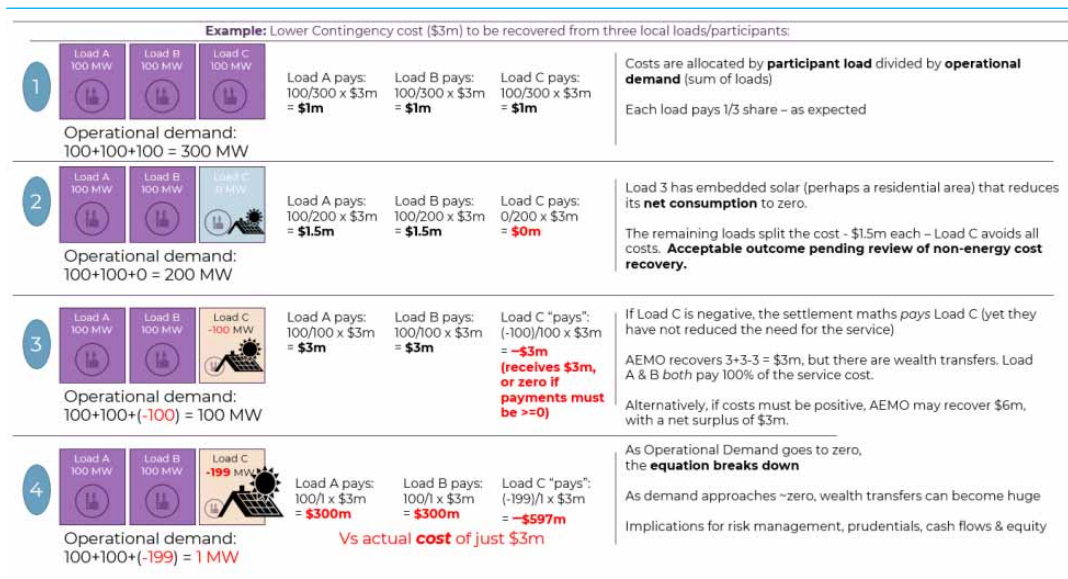 Example: Lower Contingency cost ($3m) to be recovered from three local loads/participants:
1
Load A
100 MW
Load B
100 MW
Load C
100 MW
Operational demand:
100+100+100 = 300 MW
Load A pays:
100/300 x $3m
= $1m
Load B pays:
100/300 x $3m
= $1m
Load C pays:
100/300 x $3m
= $1m
Costs are allocated by participant load divided by operational
demand (sum of loads)
Each load pays 1/3 share – as expected
2
Load A
100 MW
Load B
100 MW
Load C
0 MW
Operational demand:
100+100+0 = 200 MW
Load A pays:
100/200 x $3m
= $1.5m
Load B pays:
100/200 x $3m
= $1.5m
Load C pays:
0/200 x $3m
= $0m
Load 3 has embedded solar (perhaps a residential area) that reduces
its net consumption to zero.
The remaining loads split the cost - $1.5m each – Load C avoids all
costs. Acceptable outcome pending review of non-energy cost
recovery.
3
Load A
100 MW
Load B
100 MW
Load C
-100 MW
Operational demand:
100+100+(-100) = 100 MW
Load A pays:
100/100 x $3m
= $3m
Load B pays:
100/100 x $3m
= $3m
Load C “pays”:
(-100)/100 x $3m
= –$3m
(receives $3m,
or zero if
payments must
be >=0)
If Load C is negative, the settlement maths pays Load C (yet they
have not reduced the need for the service)
AEMO recovers 3+3-3 = $3m, but there are wealth transfers. Load
A & B both pay 100% of the service cost.
Alternatively, if costs must be positive, AEMO may recover $6m,
with a net surplus of $3m.
4
Load A
100 MW
Load B
100 MW
Load C
-199 MW
Operational demand:
100+100+(-199) = 1 MW
Load A pays:
100/1 x $3m
= $300m
Load B pays:
100/1 x $3m
= $300m
Load C “pays”:
(-199)/1 x $3m
= –$597m
Vs actual cost of just $3m
As Operational Demand goes to zero,
the equation breaks down
As demand approaches ~zero, wealth transfers can become huge
Implications for risk management, prudentials, cash flows & equity